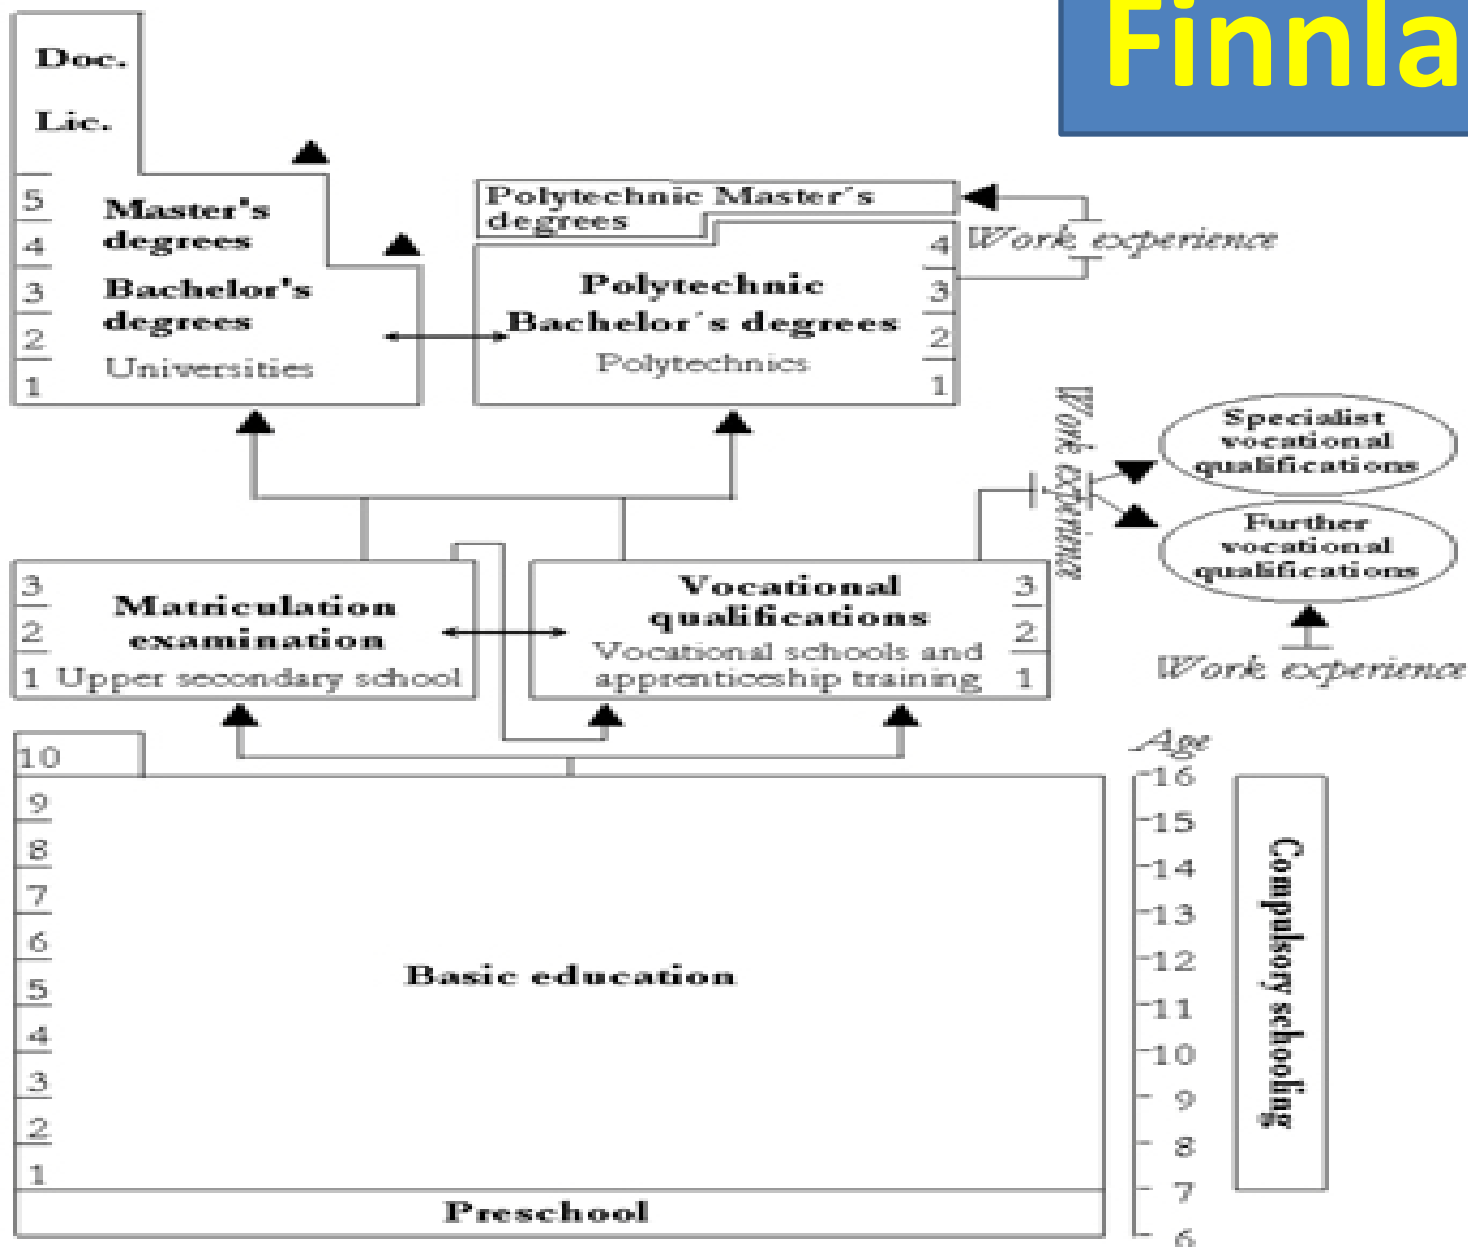 Finnla
Doc.
Lic.
5
4
3
2
1
Master's
degrees
Bachelor's
degrees
Universities
Polytechnic Master´s
degrees
Polytechnic
Bachelor´s degrees
Polytechnics
4
3
2
1
Work experience
Work experience
Specialist
vocational
qualifications
Further
vocational
qualifications
Work experience
3
2
1
Matriculation
examination
Upper secondary school
Vocational
qualifications
Vocational schools and
apprenticeship training
3
2
1
10
9
8
7
6
5
4
3
2
1
Basic education
Preschool
Age
16
15
14
13
12
11
10
9
8
7
6
Compulsory schooling